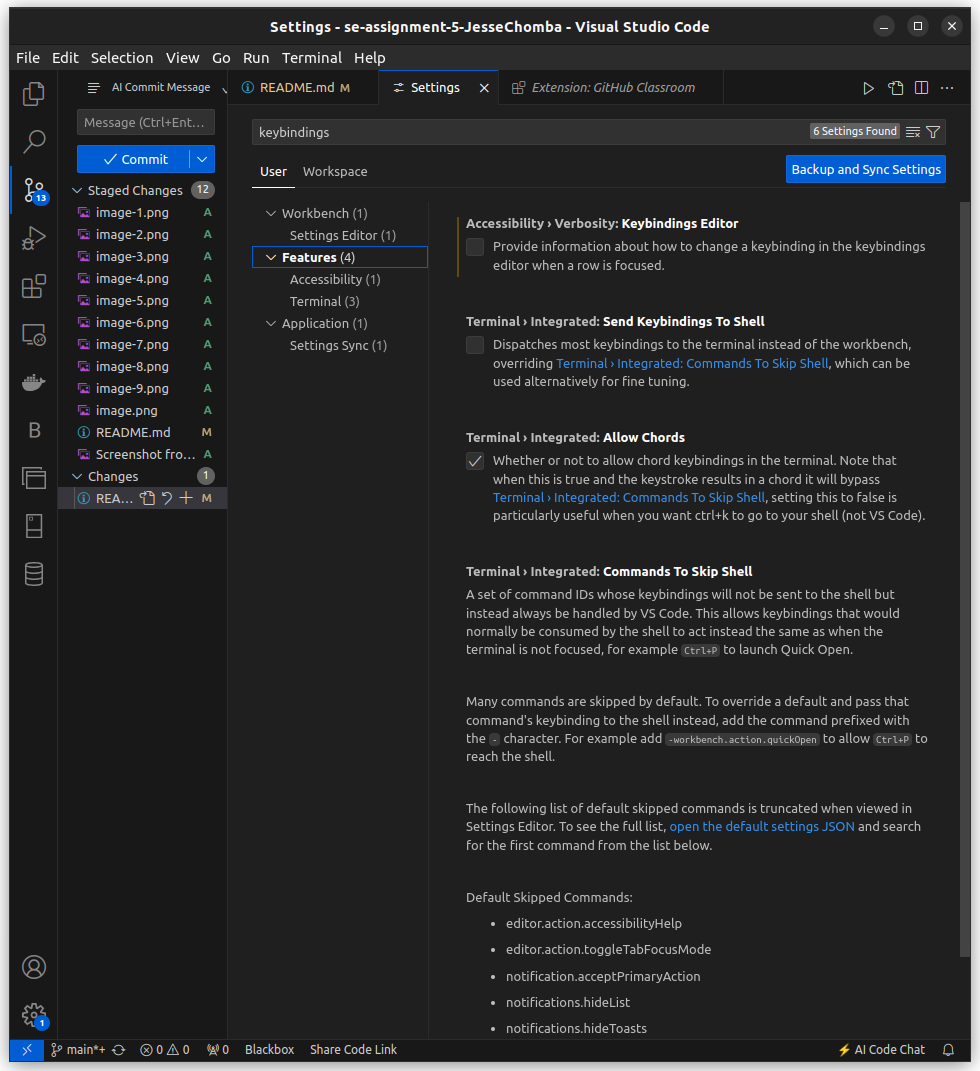 Settings - se-assignment-5-JesseChomba - Visual Studio Code
File Edit Selection View Go Run Terminal Help
AI Commit Message
README.md M
Settings
Extension: GitHub Classroom
Message (Ctrl+Ent...
Commit
Staged Changes 12
image-1.png A
image-2.png A
image-3.png A
image-4.png A
image-5.png A
image-6.png A
image-7.png A
image-8.png A
image-9.png A
image.png A
README.md M
Screenshot fro... A
Changes 1
REA... M
13
B
1
keybindings
6 Settings Found
User Workspace
Backup and Sync Settings
Workbench (1)
Settings Editor (1)
Features (4)
Accessibility (1)
Terminal (3)
Application (1)
Settings Sync (1)
Accessibility › Verbosity: Keybindings Editor
Provide information about how to change a keybinding in the keybindings
editor when a row is focused.
Terminal › Integrated: Send Keybindings To Shell
Dispatches most keybindings to the terminal instead of the workbench,
overriding Terminal › Integrated: Commands To Skip Shell, which can be
used alternatively for fine tuning.
Terminal › Integrated: Allow Chords
Whether or not to allow chord keybindings in the terminal. Note that
when this is true and the keystroke results in a chord it will bypass
Terminal › Integrated: Commands To Skip Shell, setting this to false is
particularly useful when you want ctrl+k to go to your shell (not VS Code).
Terminal › Integrated: Commands To Skip Shell
A set of command IDs whose keybindings will not be sent to the shell but
instead always be handled by VS Code. This allows keybindings that would
normally be consumed by the shell to act instead the same as when the
terminal is not focused, for example Ctrl+P to launch Quick Open.
Many commands are skipped by default. To override a default and pass that
command's keybinding to the shell instead, add the command prefixed with
the - character. For example add -workbench.action.quickOpen to allow Ctrl+P to
reach the shell.
The following list of default skipped commands is truncated when viewed in
Settings Editor. To see the full list, open the default settings JSON and search
for the first command from the list below.
Default Skipped Commands:
• editor.action.accessibilityHelp
• editor.action.toggleTabFocusMode
• notification.acceptPrimaryAction
• notifications.hideList
• notifications.hideToasts
main*+ 0 0 0 Blackbox Share Code Link
AI Code Chat